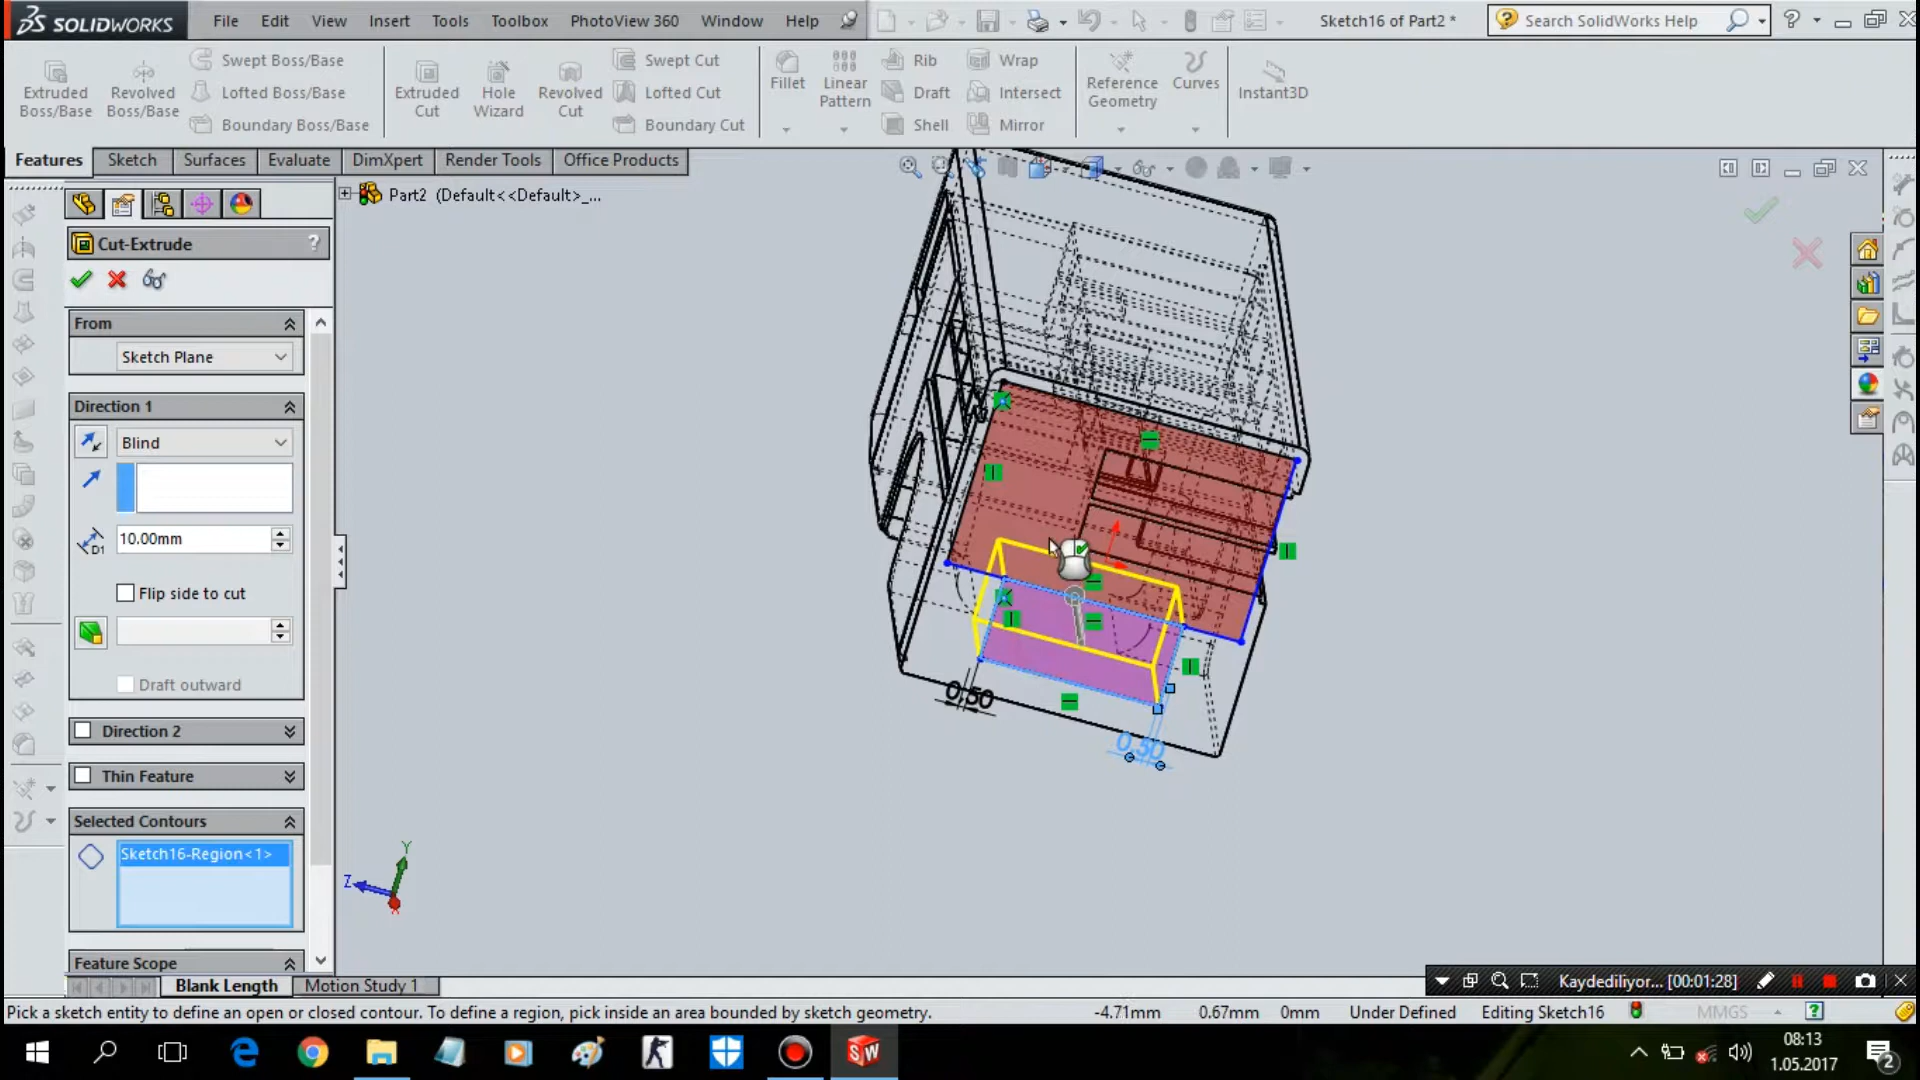 SOLIDWORKS File Edit View Insert Tools Toolbox PhotoView 360 Window Help Sketch16 of Part2 * Search SolidWorks Help
Extruded Boss/Base
Revolved Boss/Base
Swept Boss/Base
Lofted Boss/Base
Boundary Boss/Base
Extruded Cut
Hole Wizard
Revolved Cut
Swept Cut
Lofted Cut
Boundary Cut
Fillet
Linear Pattern
Rib
Draft
Shell
Wrap
Intersect
Mirror
Reference Geometry
Curves
Instant3D
Features Sketch Surfaces Evaluate DimXpert Render Tools Office Products
Part2 (Default<<Default>_...
Cut-Extrude ?
From
Sketch Plane
Direction 1
Blind
D1 10.00mm
Flip side to cut
Draft outward
Direction 2
Thin Feature
Selected Contours
Sketch16-Region<1>
Feature Scope
0.50
0.50
Y
Z
X
Blank Length Motion Study 1
Kaydediliyor... [00:01:28]
Pick a sketch entity to define an open or closed contour. To define a region, pick inside an area bounded by sketch geometry. -4.71mm 0.67mm 0mm Under Defined Editing Sketch16 MMGS ?
SW
08:13
1.05.2017
2